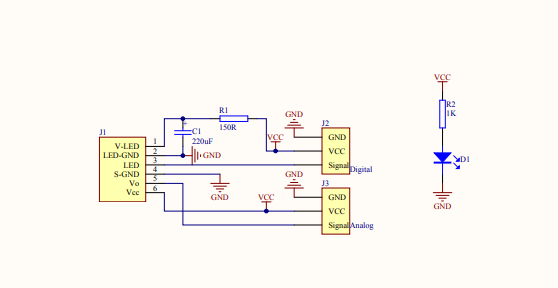 J1
V-LED
LED-GND
LED
S-GND
Vo
Vcc
1
2
3
4
5
6
C1
220uF
GND
R1
150R
GND
VCC
VCC
GND
GND
J2
GND
VCC
Signal
Digital
J3
GND
VCC
Signal
Analog
VCC
R2
1K
D1
GND